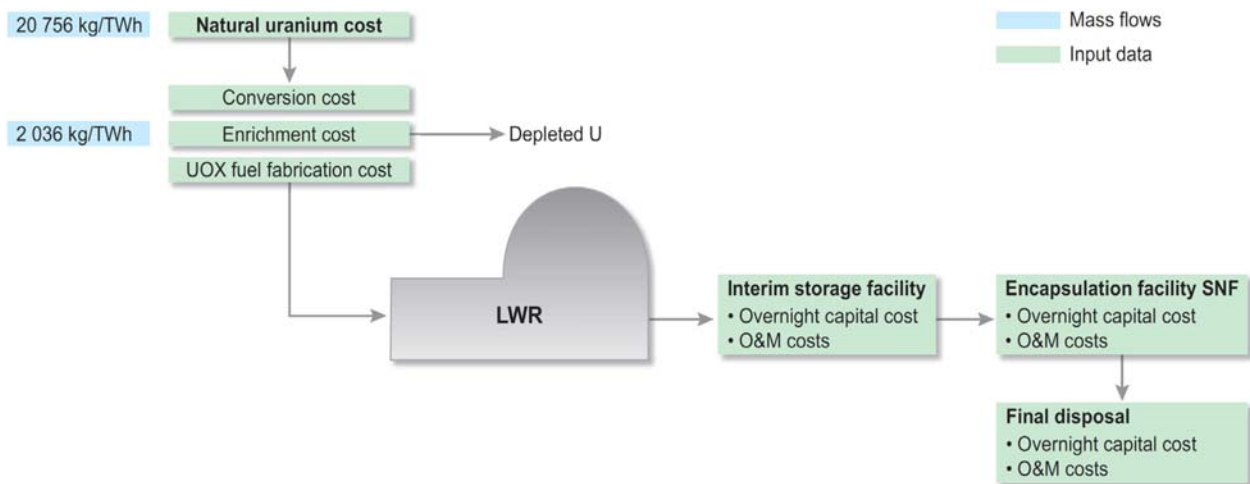 20 756 kg/TWh
Natural uranium cost
Mass flows
Input data
Conversion cost
2 036 kg/TWh
Enrichment cost
Depleted U
UOX fuel fabrication cost
LWR
Interim storage facility
• Overnight capital cost
• O&M costs
Encapsulation facility SNF
• Overnight capital cost
• O&M costs
Final disposal
• Overnight capital cost
• O&M costs